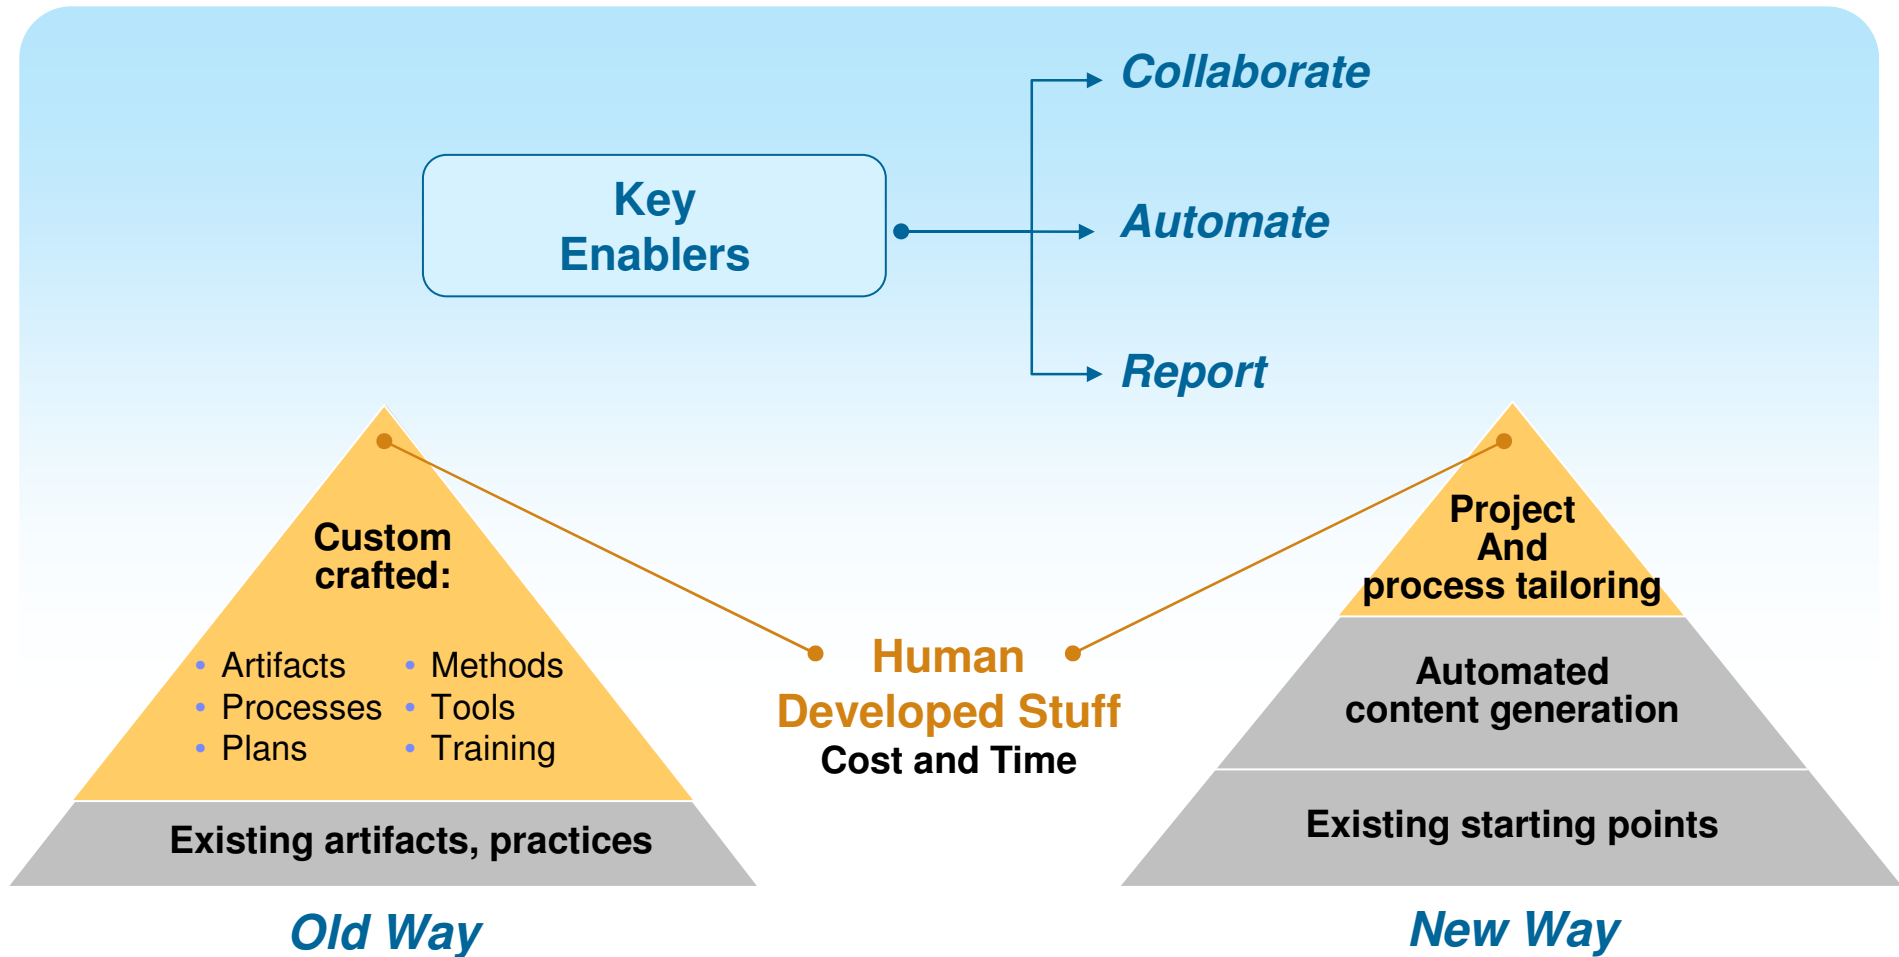 Collaborate
Key
Enablers
Automate
Report
Custom
crafted:
• Artifacts
• Processes
• Plans
• Methods
• Tools
• Training
Existing artifacts, practices
Old Way
Human
Developed Stuff
Cost and Time
Project
And
process tailoring
Automated
content generation
Existing starting points
New Way